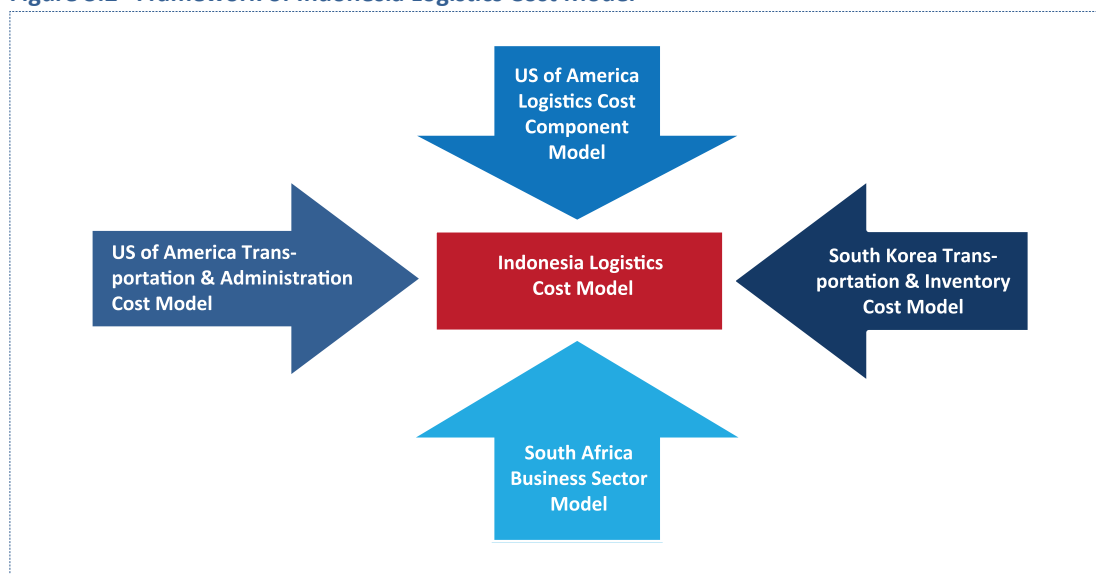 US of America
Logistics Cost
Component
Model
US of America Trans-
portation & Administration
Cost Model
Indonesia Logistics
Cost Model
South Korea Trans-
portation & Inventory
Cost Model
South Africa
Business Sector
Model